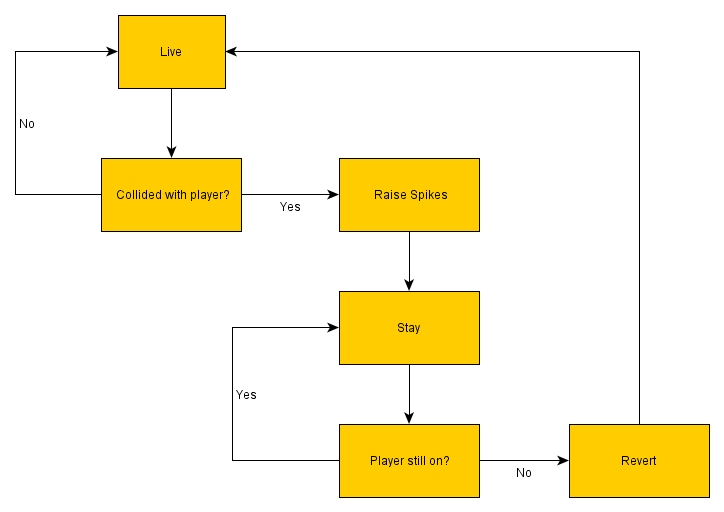 Live
No
Collided with player?
Yes
Raise Spikes
Stay
Yes
Player still on?
No
Revert